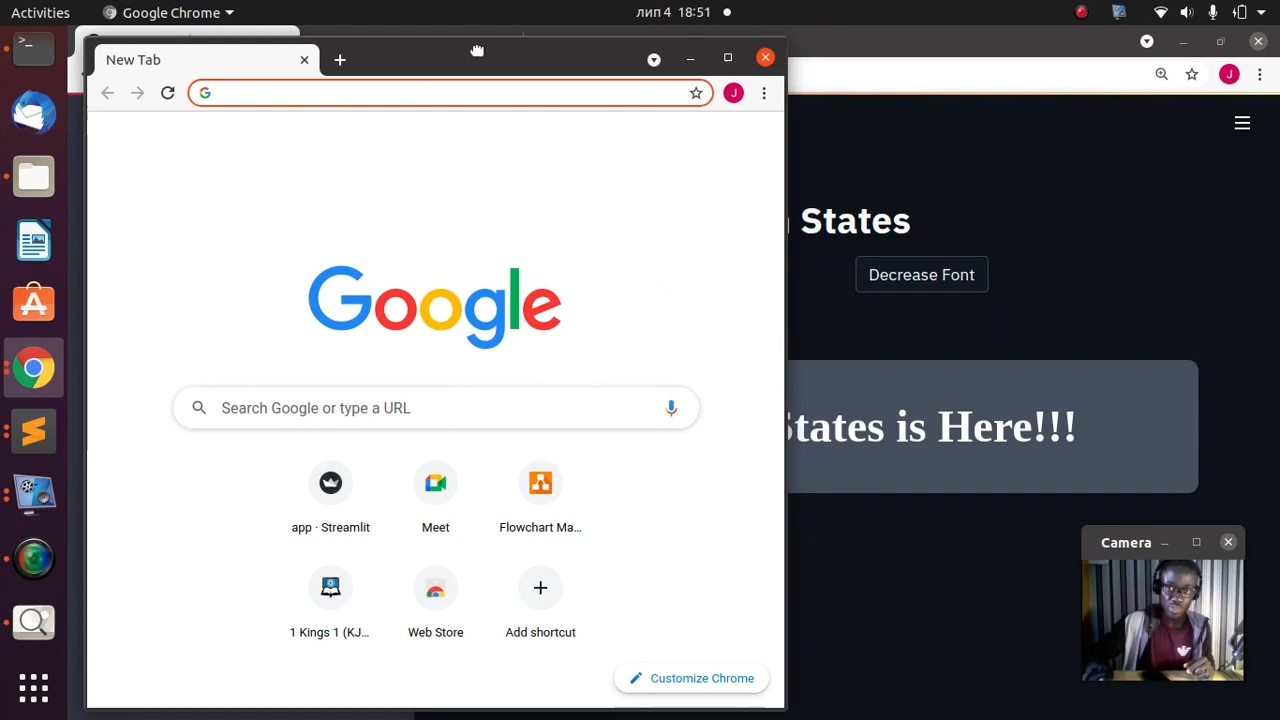 Activities
Google Chrome
лип 4 18:51
New Tab
J
J
States
Decrease Font
Google
Search Google or type a URL
States is Here!!!
app · Streamlit
Meet
Flowchart Ma...
1 Kings 1 (KJ...
Web Store
Add shortcut
Camera
Customize Chrome